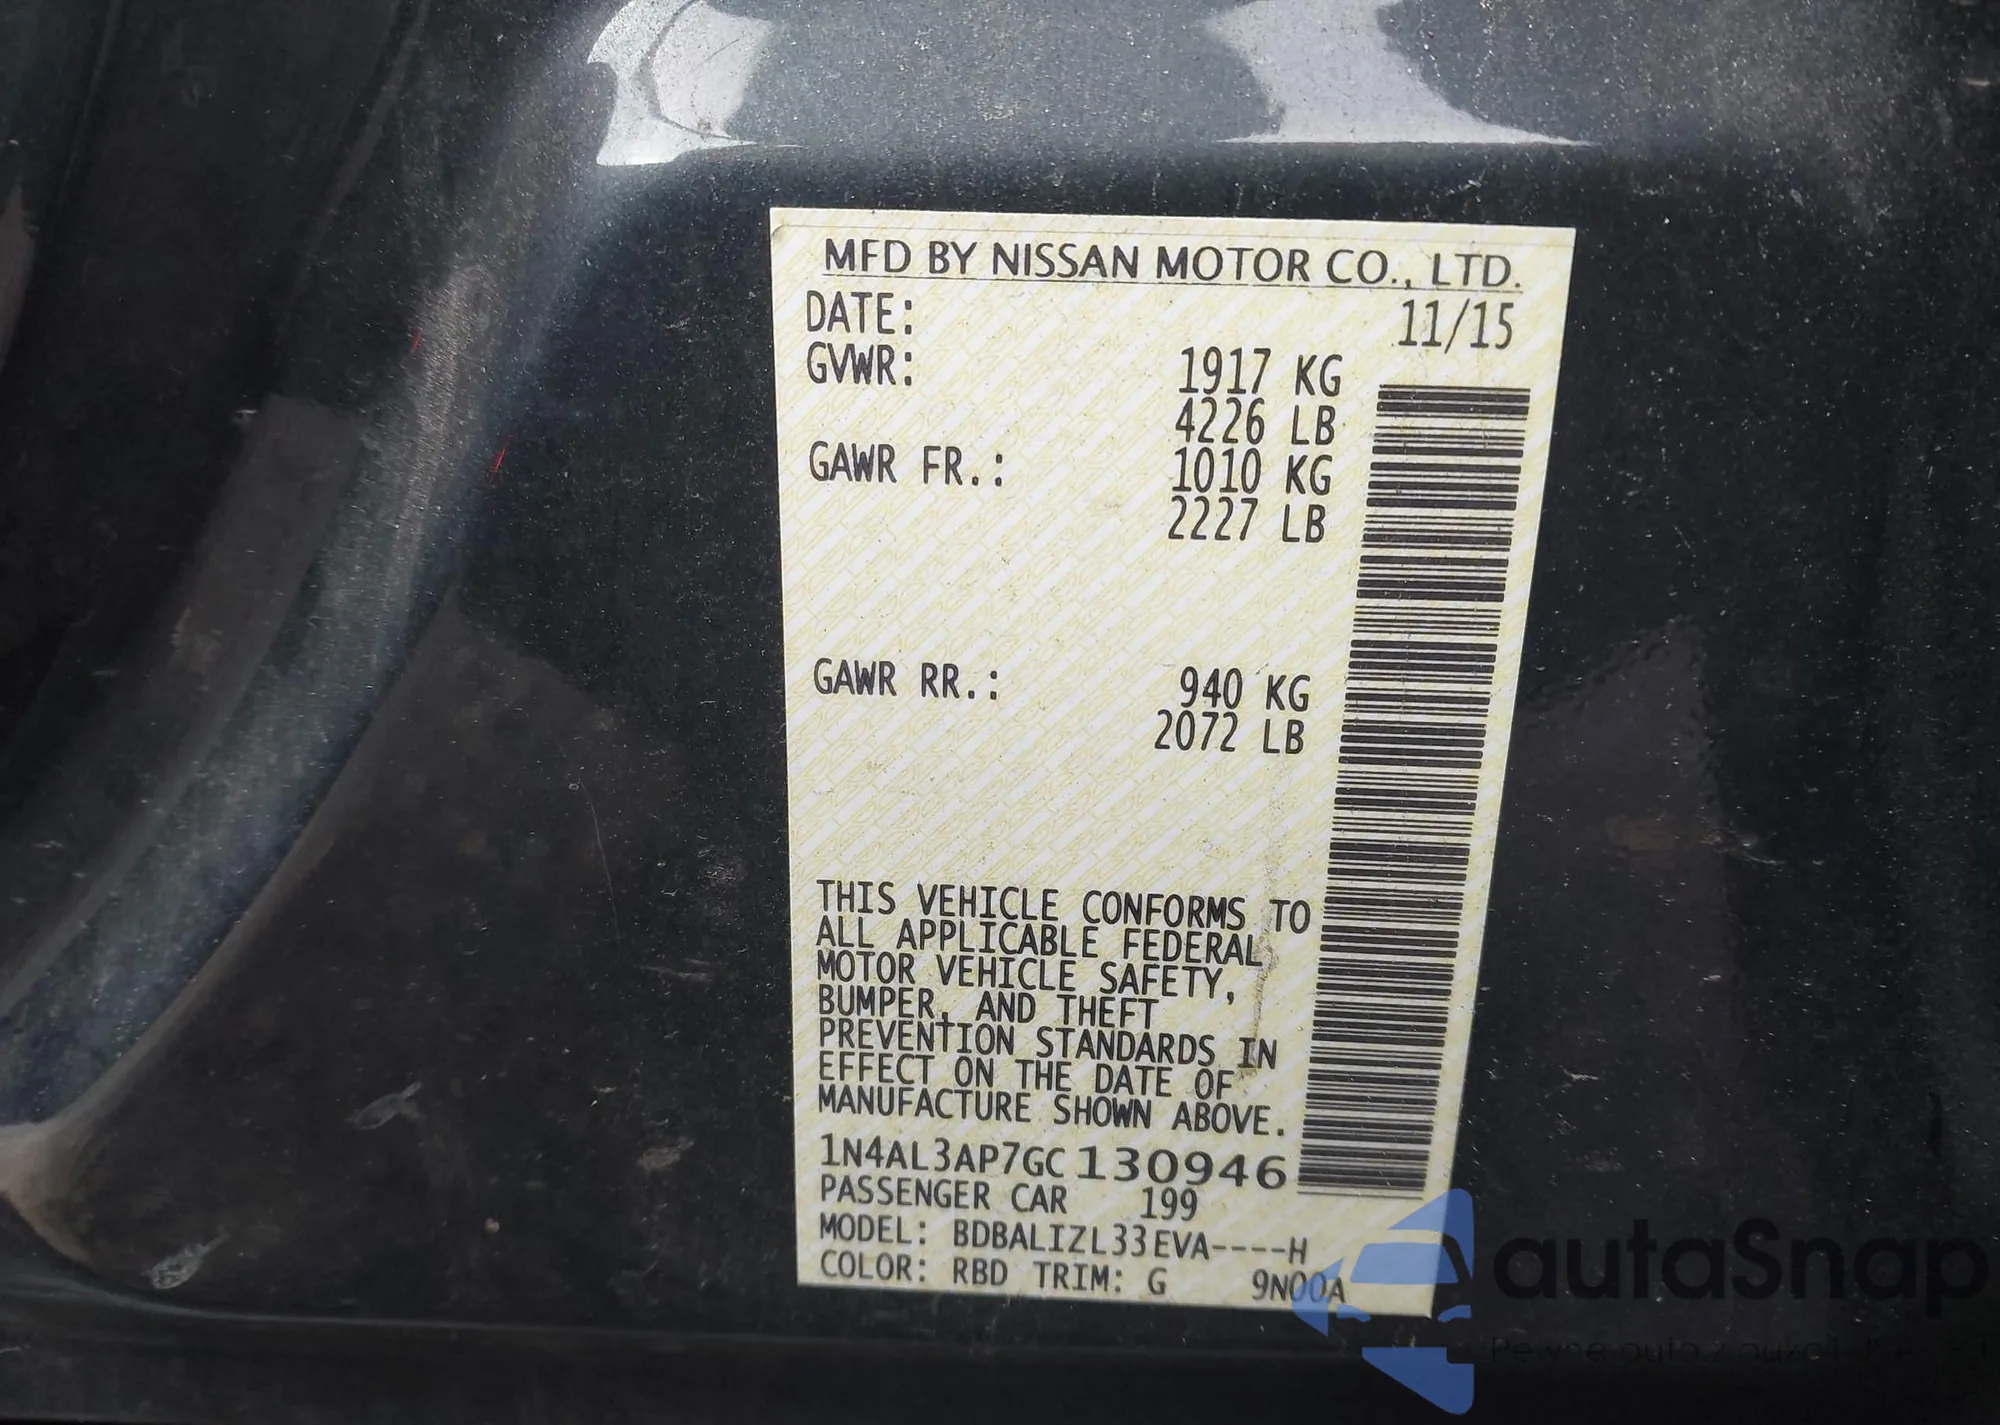 MFD BY NISSAN MOTOR CO., LTD.
DATE: 11/15
GVWR: 1917 KG
4226 LB
GAWR FR.: 1010 KG
2227 LB
GAWR RR.: 940 KG
2072 LB
THIS VEHICLE CONFORMS TO
ALL APPLICABLE FEDERAL
MOTOR VEHICLE SAFETY,
BUMPER, AND THEFT
PREVENTION STANDARDS IN
EFFECT ON THE DATE OF
MANUFACTURE SHOWN ABOVE.
1N4AL3AP7GC130946
PASSENGER CAR 199
MODEL: BDBALIZL33EVA----H
COLOR: RBD TRIM: G 9N00A
autaSnap
Pewne auta z